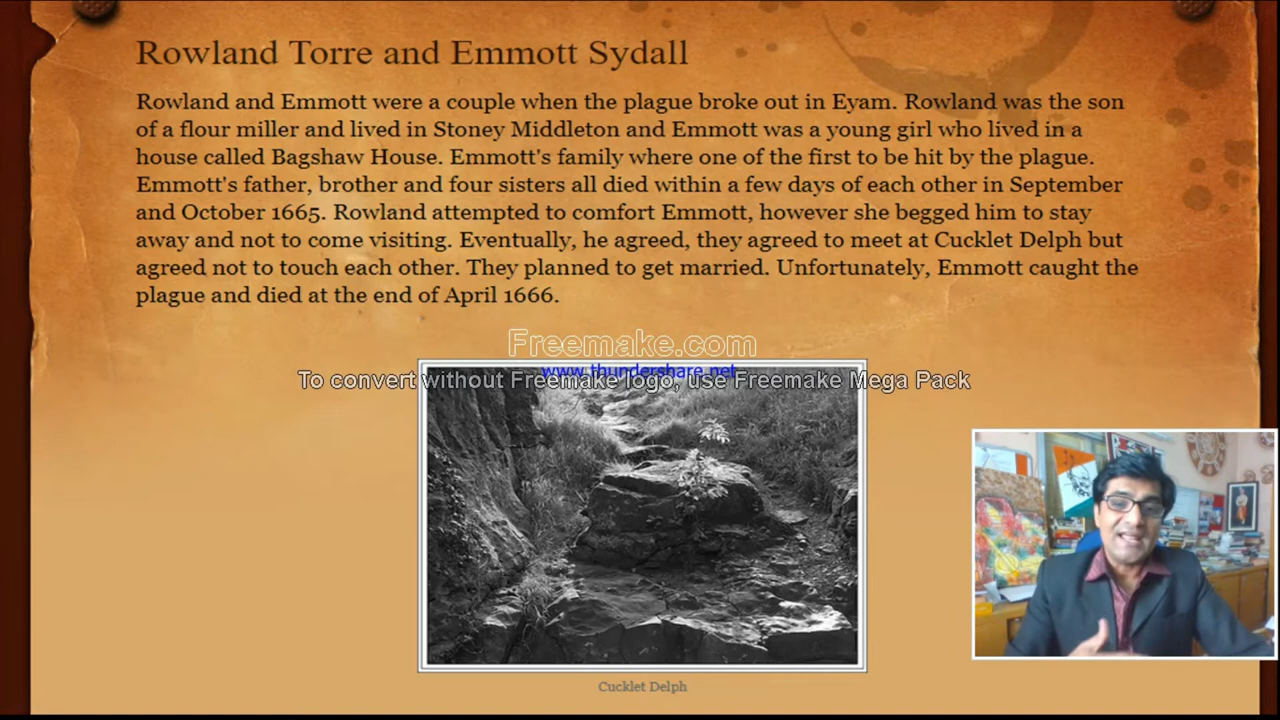 Rowland Torre and Emmott Sydall
Rowland and Emmott were a couple when the plague broke out in Eyam. Rowland was the son
of a flour miller and lived in Stoney Middleton and Emmott was a young girl who lived in a
house called Bagshaw House. Emmott's family where one of the first to be hit by the plague.
Emmott's father, brother and four sisters all died within a few days of each other in September
and October 1665. Rowland attempted to comfort Emmott, however she begged him to stay
away and not to come visiting. Eventually, he agreed, they agreed to meet at Cucklet Delph but
agreed not to touch each other. They planned to get married. Unfortunately, Emmott caught the
plague and died at the end of April 1666.
Freemake.com
www.thundershare.net
To convert without Freemake logo, use Freemake Mega Pack
Cucklet Delph